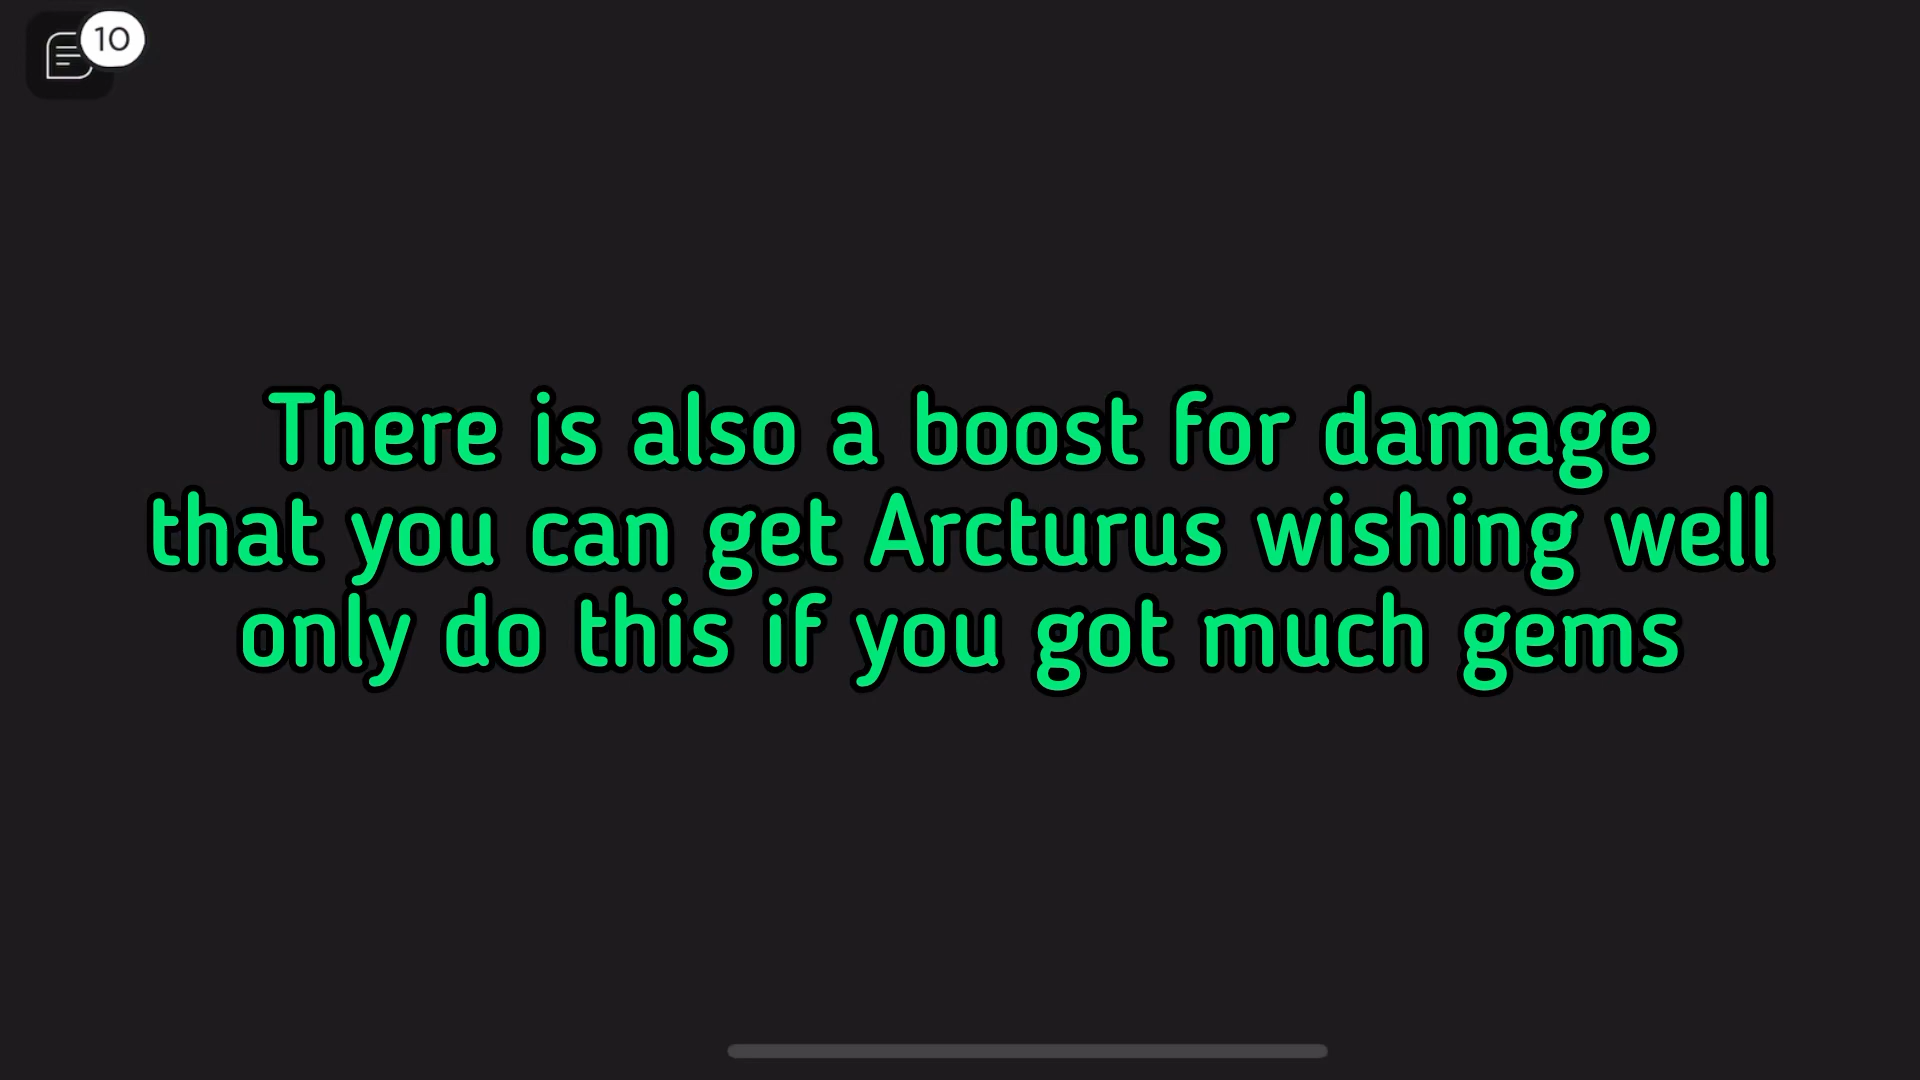 10
There is also a boost for damage
that you can get Arcturus wishing well
only do this if you got much gems